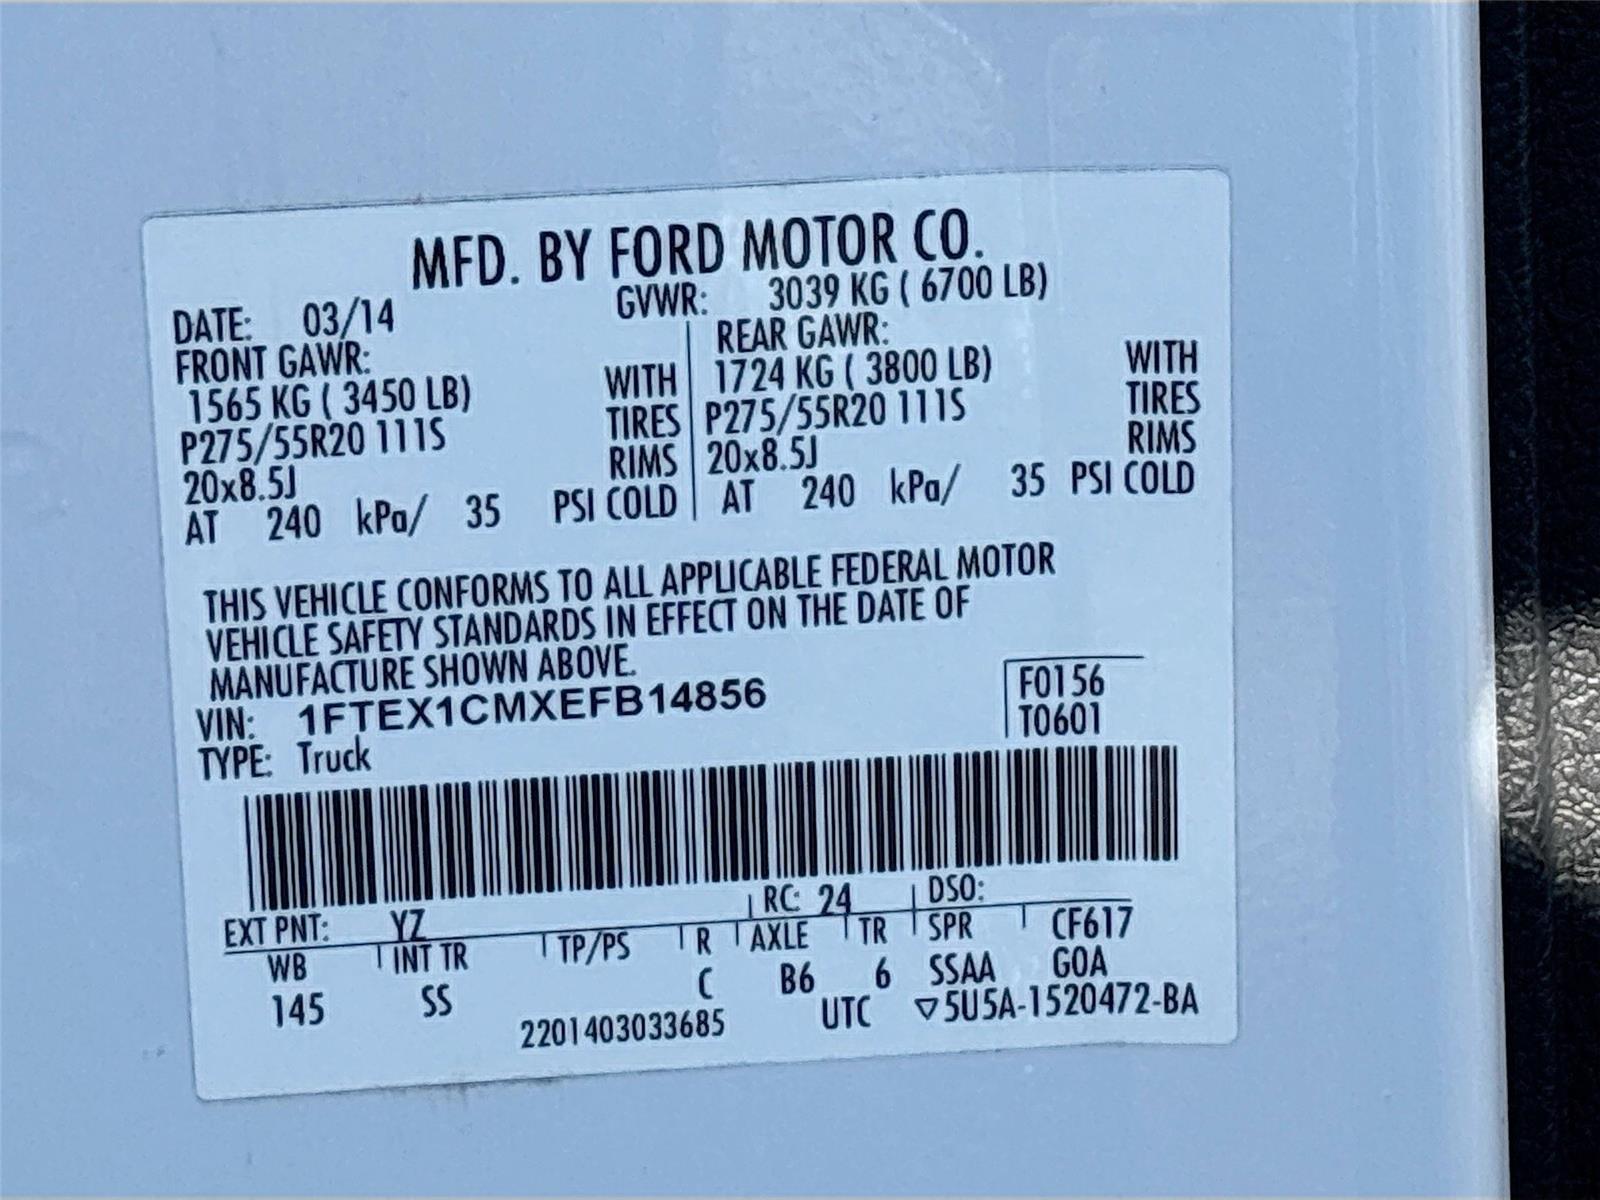 MFD. BY FORD MOTOR CO.
DATE: 03/14 GVWR: 3039 KG ( 6700 LB)
FRONT GAWR:
1565 KG ( 3450 LB) WITH
P275/55R20 111S TIRES
20x8.5J RIMS
AT 240 kPa/ 35 PSI COLD
REAR GAWR:
1724 KG ( 3800 LB) WITH
P275/55R20 111S TIRES
20x8.5J RIMS
AT 240 kPa/ 35 PSI COLD
THIS VEHICLE CONFORMS TO ALL APPLICABLE FEDERAL MOTOR
VEHICLE SAFETY STANDARDS IN EFFECT ON THE DATE OF
MANUFACTURE SHOWN ABOVE.
VIN: 1FTEX1CMXEFB14856
TYPE: Truck
F0156
T0601
EXT PNT: YZ RC: 24 DSO:
WB INT TR TP/PS R AXLE TR SPR CF617
145 SS C B6 6 SSAA GOA
2201403033685 UTC ▽5U5A-1520472-BA